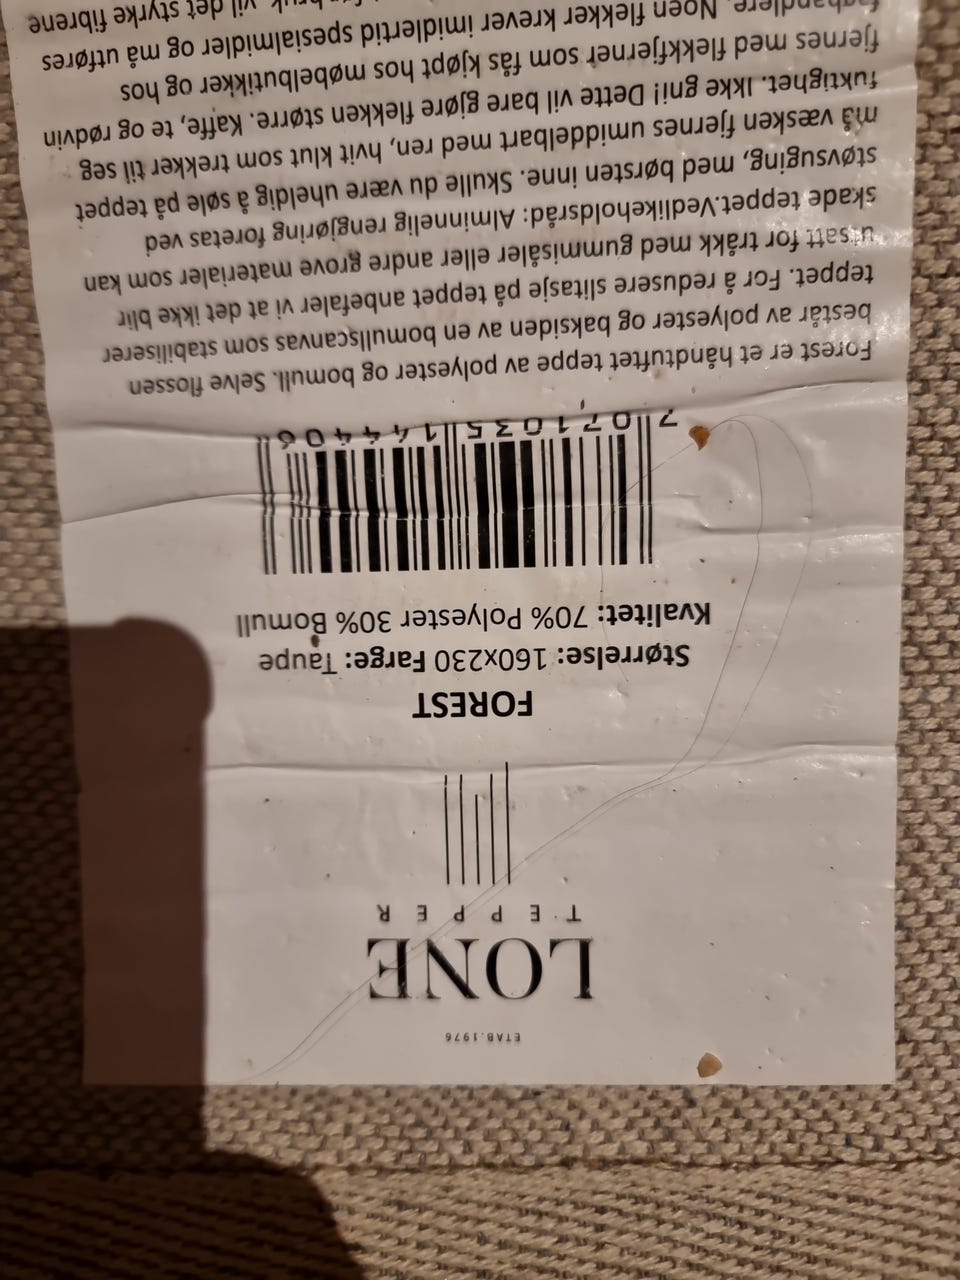 ETAB.1976
LONE
TEPPER
FOREST
Størrelse: 160x230 Farge: Taupe
Kvalitet: 70% Polyester 30% Bomull
7 071035 144406
Forest er et håndtuftet teppe av polyester og bomull. Selve flossen
består av polyester og baksiden av en bomullscanvas som stabiliserer
teppet. For å redusere slitasje på teppet anbefaler vi at det ikke blir
utsatt for tråkk med gummisåler eller andre grove materialer som kan
skade teppet.Vedlikeholdsråd: Alminnelig rengjøring foretas ved
støvsuging, med børsten inne. Skulle du være uheldig å søle på teppet
må væsken fjernes umiddelbart med ren, hvit klut som trekker til seg
fuktighet. Ikke gni! Dette vil bare gjøre flekken større. Kaffe, te og rødvin
fjernes med flekkfjerner som fås kjøpt hos møbelbutikker og hos
faghandlere. Noen flekker krever imidlertid spesialmidler og må utføres
vil det styrke fibrene